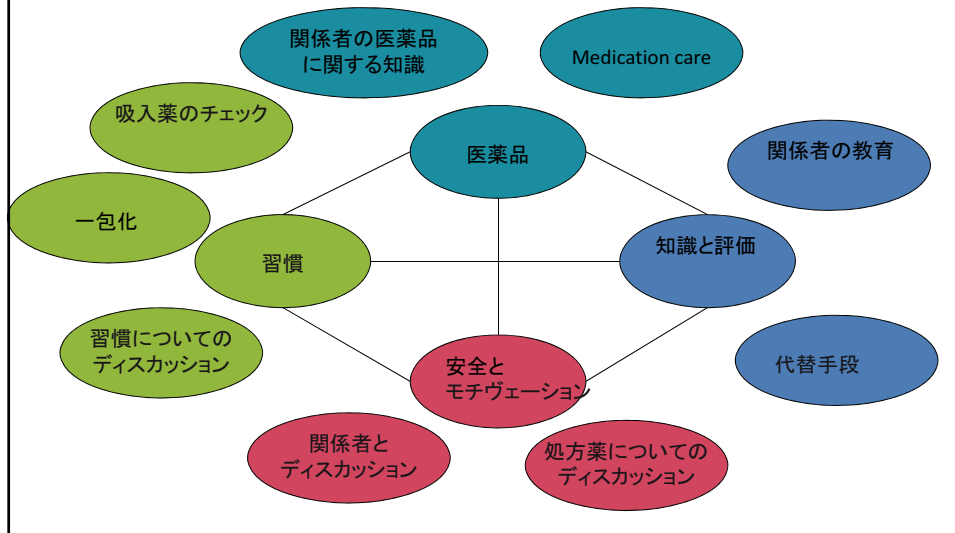 関係者の医薬品
に関する知識
Medication care
吸入薬のチェック
医薬品
関係者の教育
一包化
習慣
知識と評価
習慣についての
ディスカッション
安全と
モチヴェーション
代替手段
関係者と
ディスカッション
処方薬についての
ディスカッション